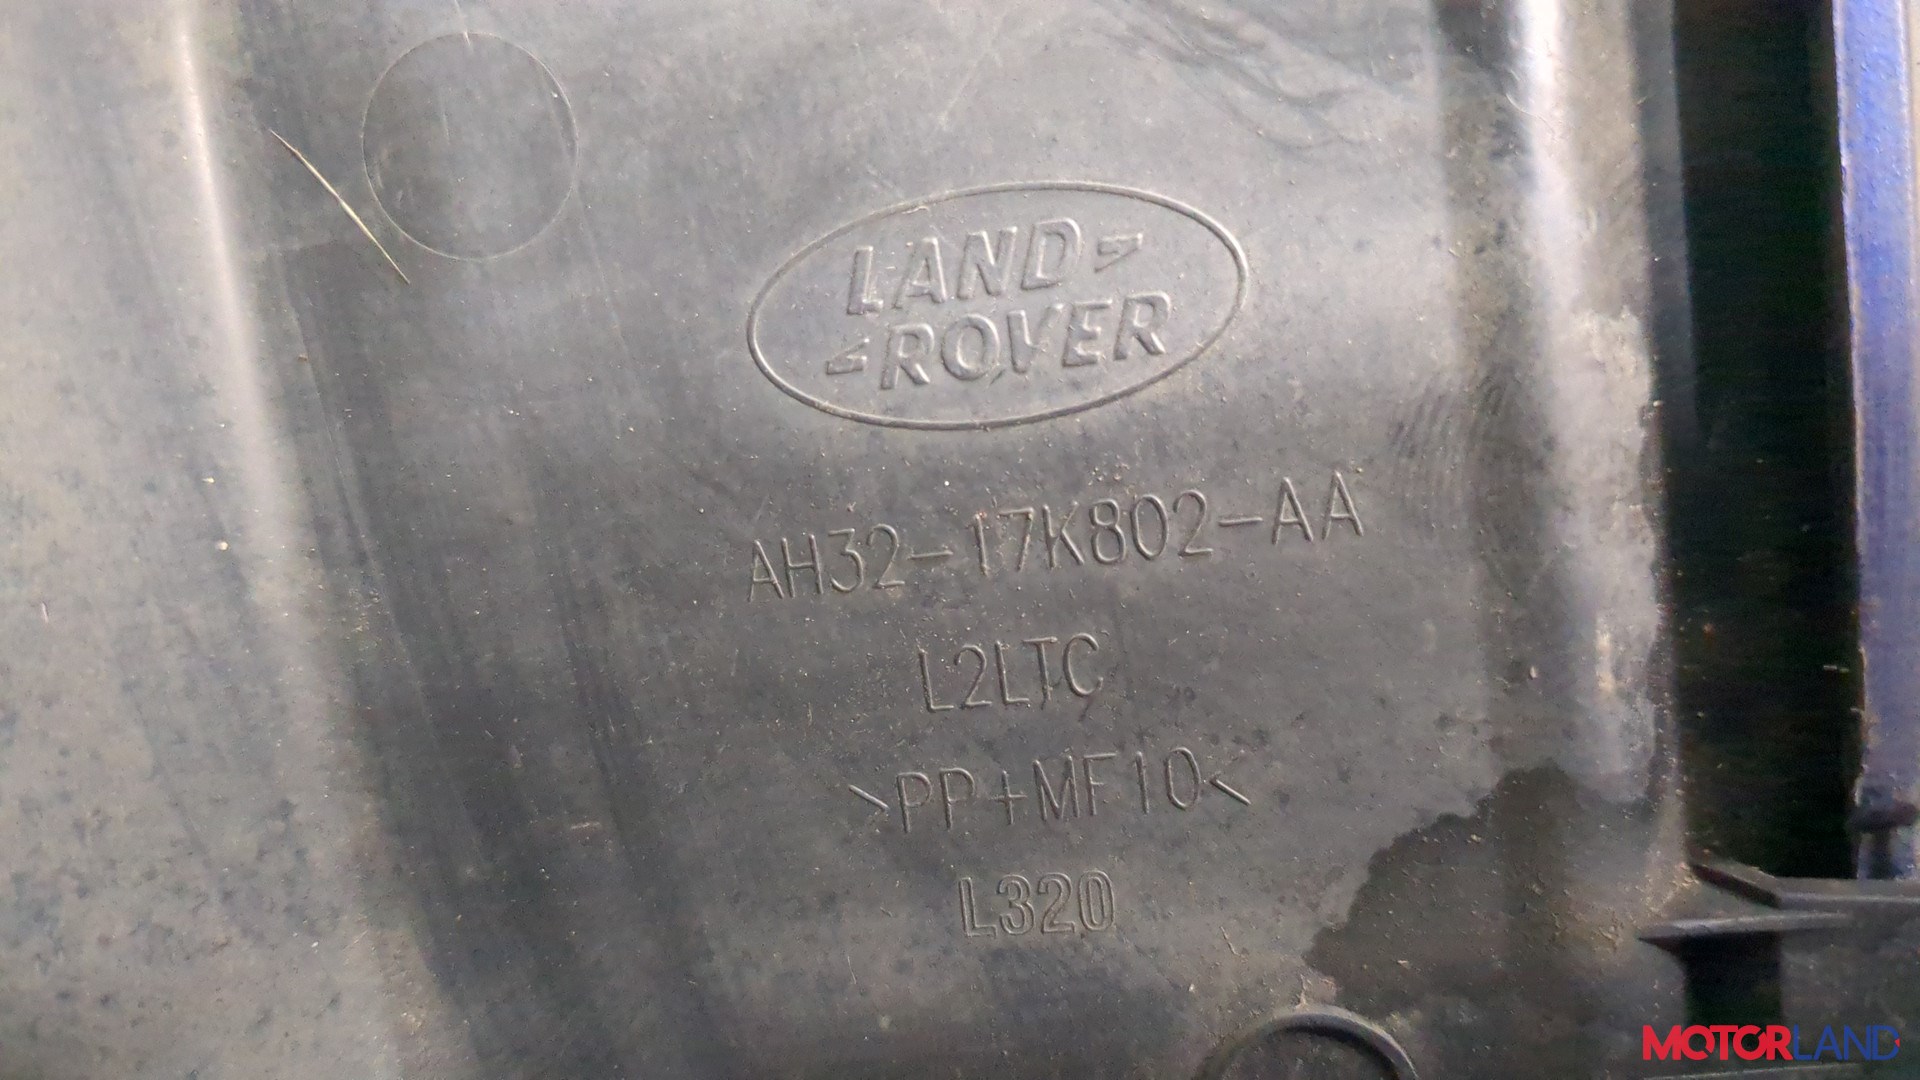 LAND
ROVER
AH32-17K802-AA
L2LTC
>PP+MF10<
L320
MOTORLAND